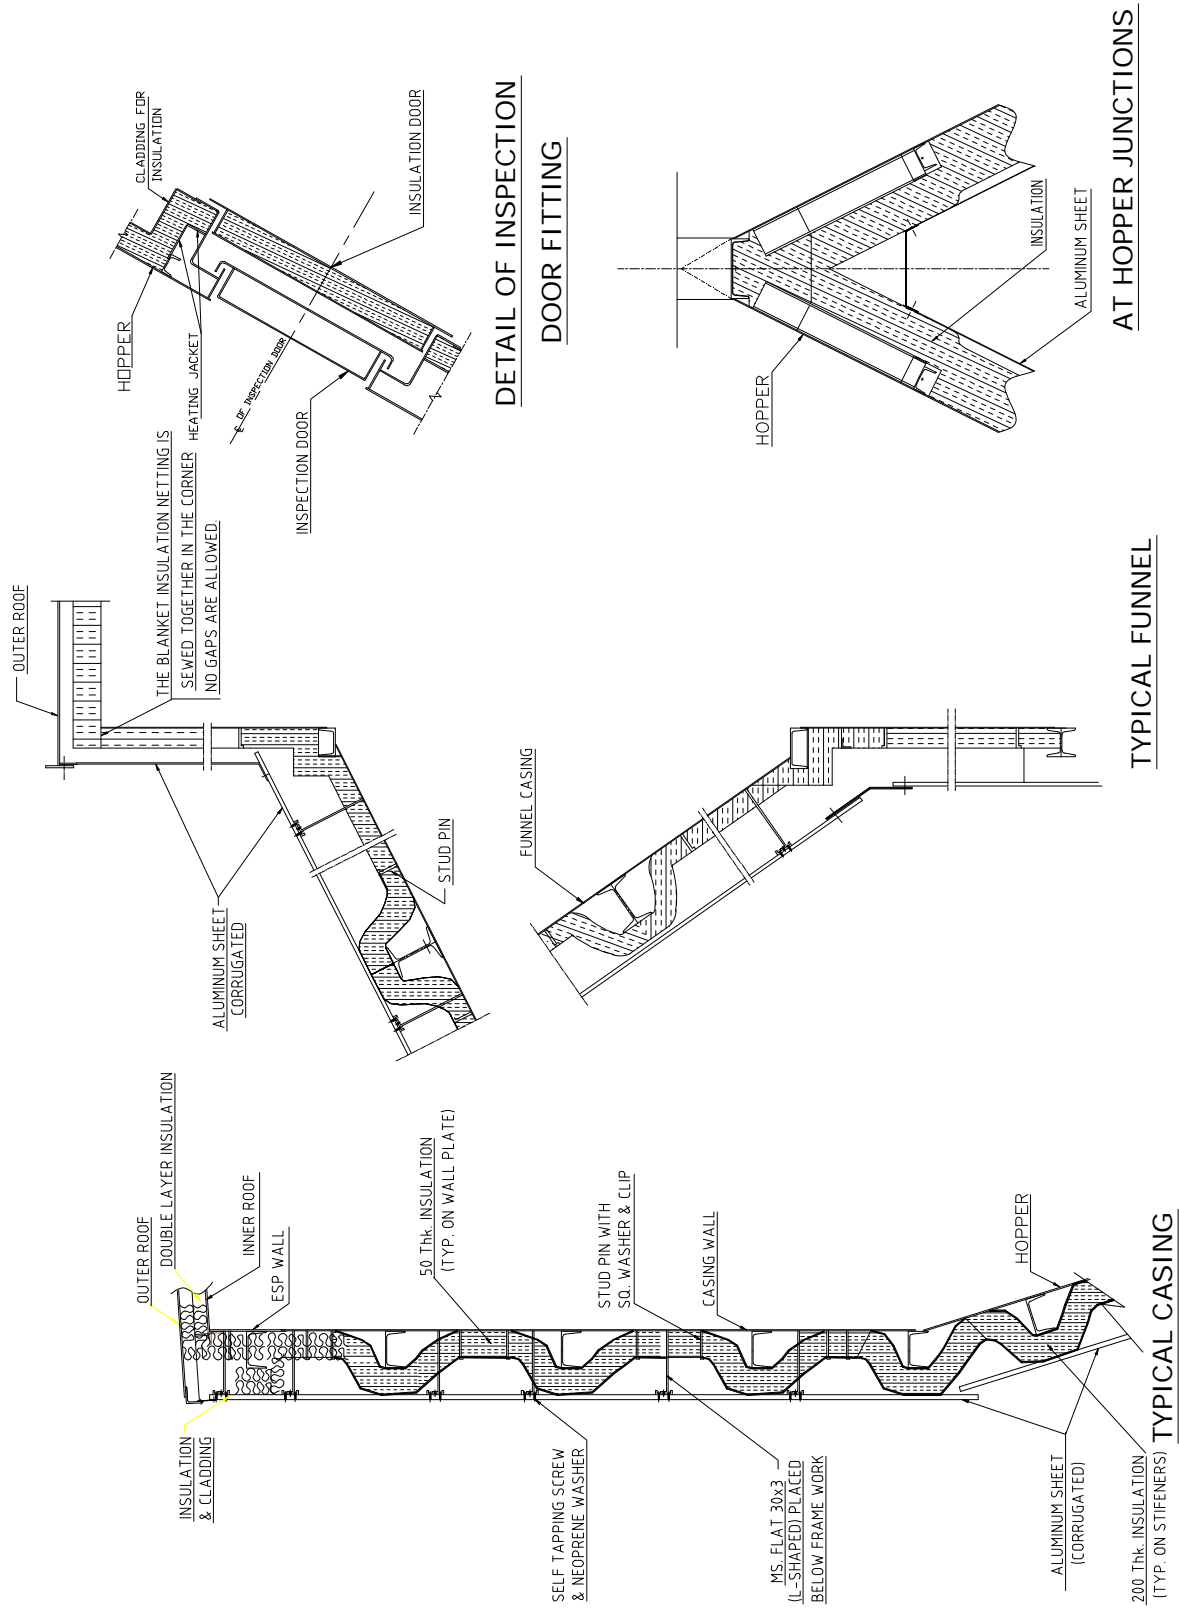 OUTER ROOF
DOUBLE LAYER INSULATION
INNER ROOF
ESP WALL
INSULATION
& CLADDING
50 Thk. INSULATION
(TYP. ON WALL PLATE)
SELF TAPPING SCREW
& NEOPRENE WASHER
STUD PIN WITH
SQ. WASHER & CLIP
CASING WALL
MS. FLAT 30x3
(L-SHAPED) PLACED
BELOW FRAME WORK
HOPPER
ALUMINUM SHEET
(CORRUGATED)
200 Thk. INSULATION
(TYP. ON STIFENERS)
TYPICAL CASING
OUTER ROOF
THE BLANKET INSULATION NETTING IS
SEWED TOGETHER IN THE CORNER
NO GAPS ARE ALLOWED.
ALUMINUM SHEET
CORRUGATED
STUD PIN
FUNNEL CASING
TYPICAL FUNNEL
CLADDING FOR
INSULATION
HOPPER
HEATING JACKET
℄ OF INSPECTION DOOR
INSPECTION DOOR
INSULATION DOOR
DETAIL OF INSPECTION
DOOR FITTING
HOPPER
INSULATION
ALUMINUM SHEET
AT HOPPER JUNCTIONS